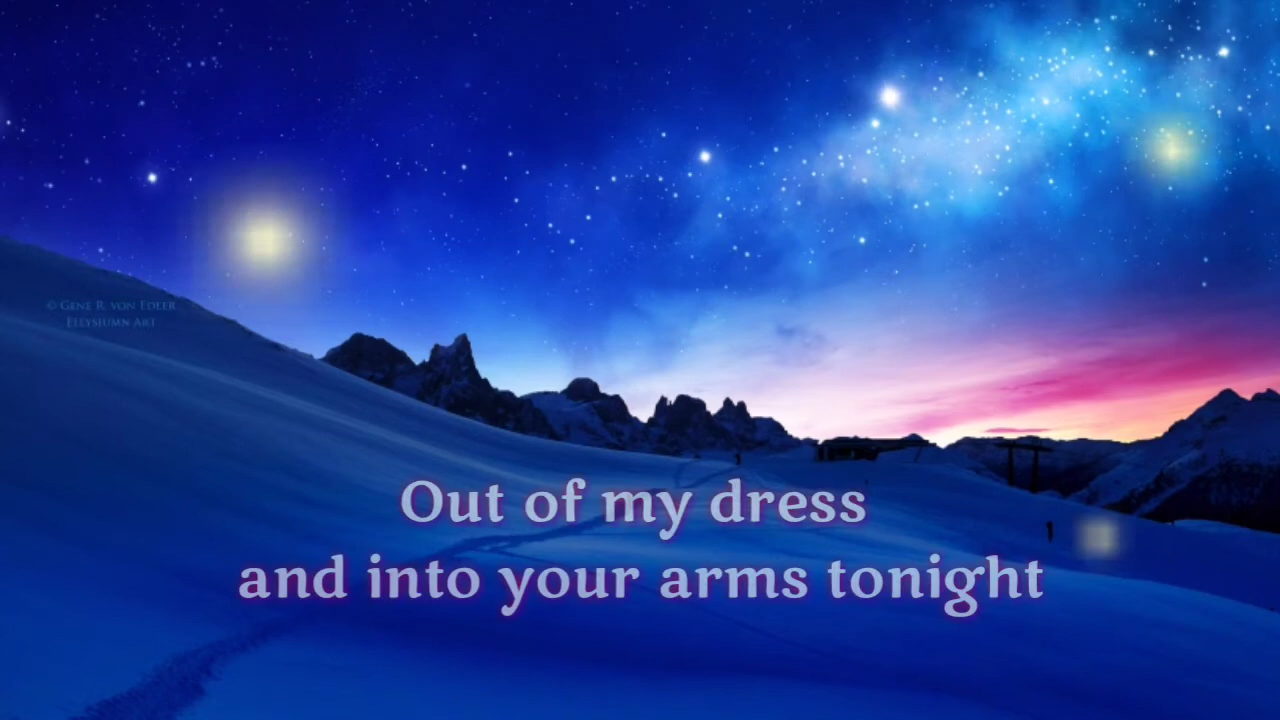 © Gene R. von Edler
Ellysiumn Art
Out of my dress
and into your arms tonight